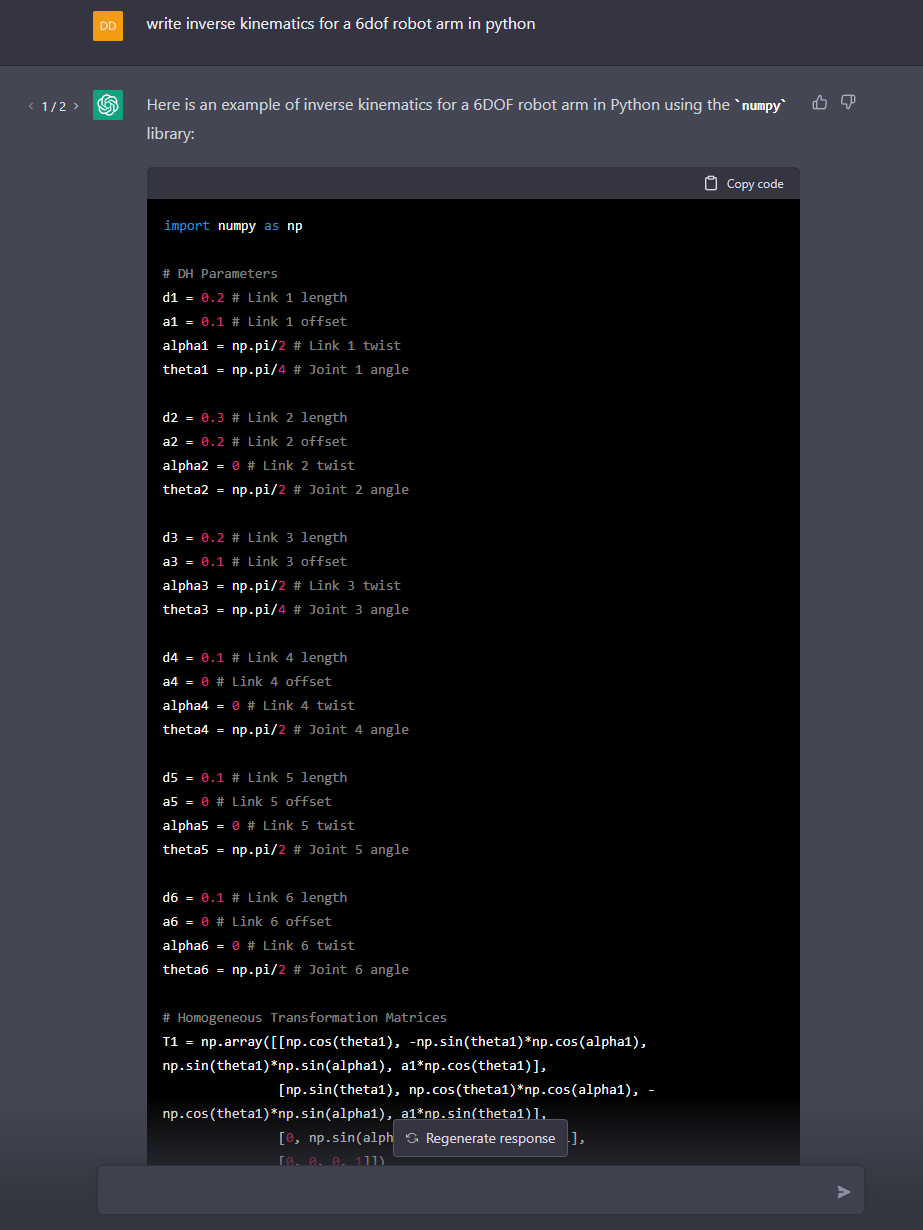 DD
write inverse kinematics for a 6dof robot arm in python
< 1 / 2 >
Here is an example of inverse kinematics for a 6DOF robot arm in Python using the `numpy`
library:
Copy code
import numpy as np
# DH Parameters
d1 = 0.2 # Link 1 length
a1 = 0.1 # Link 1 offset
alpha1 = np.pi/2 # Link 1 twist
theta1 = np.pi/4 # Joint 1 angle
d2 = 0.3 # Link 2 length
a2 = 0.2 # Link 2 offset
alpha2 = 0 # Link 2 twist
theta2 = np.pi/2 # Joint 2 angle
d3 = 0.2 # Link 3 length
a3 = 0.1 # Link 3 offset
alpha3 = np.pi/2 # Link 3 twist
theta3 = np.pi/4 # Joint 3 angle
d4 = 0.1 # Link 4 length
a4 = 0 # Link 4 offset
alpha4 = 0 # Link 4 twist
theta4 = np.pi/2 # Joint 4 angle
d5 = 0.1 # Link 5 length
a5 = 0 # Link 5 offset
alpha5 = 0 # Link 5 twist
theta5 = np.pi/2 # Joint 5 angle
d6 = 0.1 # Link 6 length
a6 = 0 # Link 6 offset
alpha6 = 0 # Link 6 twist
theta6 = np.pi/2 # Joint 6 angle
# Homogeneous Transformation Matrices
T1 = np.array([[np.cos(theta1), -np.sin(theta1)*np.cos(alpha1),
np.sin(theta1)*np.sin(alpha1), a1*np.cos(theta1)],
[np.sin(theta1), np.cos(theta1)*np.cos(alpha1), -
np.cos(theta1)*np.sin(alpha1), a1*np.sin(theta1)],
[0, np.sin(alph
],
[0, 0, 0, 1]])
Regenerate response